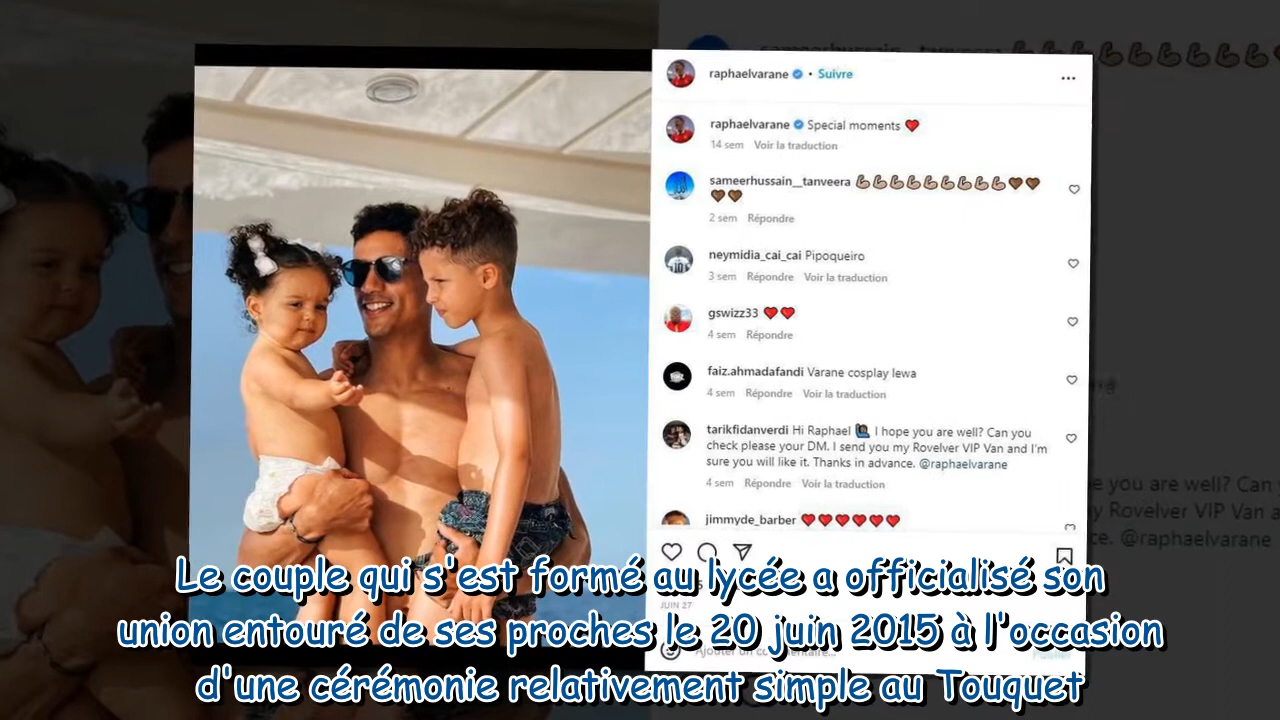 raphaelvarane • Suivre
raphaelvarane Special moments ❤️
14 sem Voir la traduction
sameerhussain__tanveera 💪🏽💪🏽💪🏽💪🏽💪🏽💪🏽💪🏽💪🏽💪🏽🤎🤎
🤎🤎
2 sem Répondre
neymidia_cai_cai Pipoqueiro
3 sem Répondre Voir la traduction
gswizz33 ❤️❤️
4 sem Répondre
faiz.ahmadafandi Varane cosplay lewa
4 sem Répondre Voir la traduction
tarikfidanverdi Hi Raphael 🙋🏾‍♂️ I hope you are well? Can you
check please your DM. I send you my Rovelver VIP Van and I'm
sure you will like it. Thanks in advance. @raphaelvarane
4 sem Répondre Voir la traduction
jimmyde_barber ❤️❤️❤️❤️❤️❤️
JUIN 27
Ajouter un commentaire...
Le couple qui s'est formé au lycée a officialisé son
union entouré de ses proches le 20 juin 2015 à l'occasion
d'une cérémonie relativement simple au Touquet